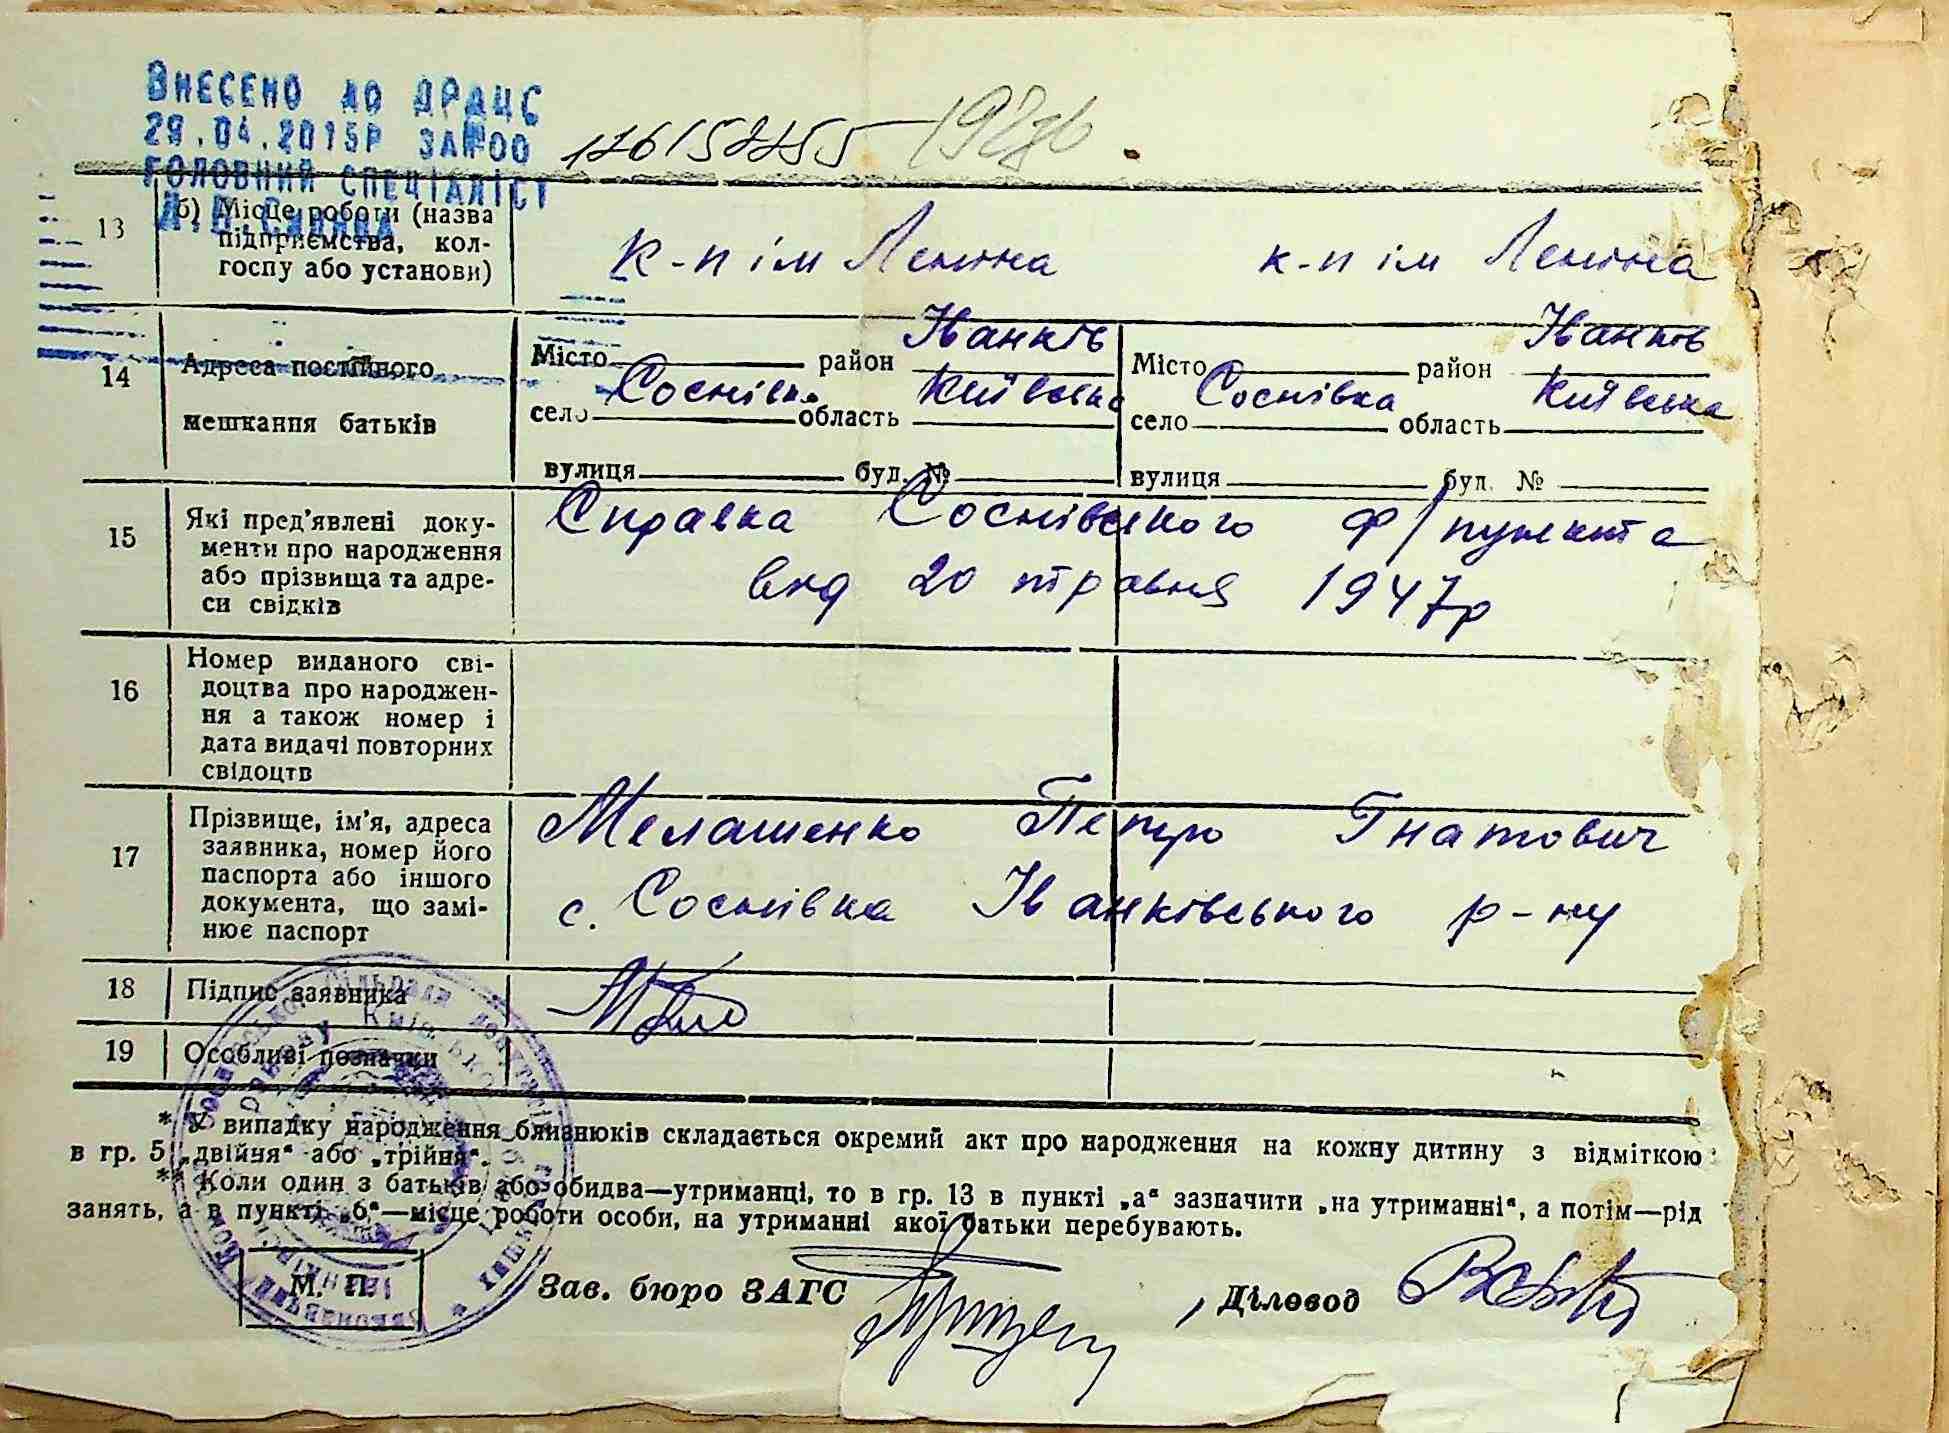 ВНЕСЕНО ДО ДРАЦС
29.04.2015Р ЗА №00 126152255
ГОЛОВНИЙ СПЕЦІАЛІСТ
13 б) Місце роботи (назва підприємства, колгоспу або установи) к-п ім Леніна к-п ім Леніна
14 Адреса постійного мешкання батьків
Місто район Іванків Місто район Іванків
село Соснівка область Київська село Соснівка область Київська
вулиця буд. № вулиця буд. №
15 Які пред'явлені документи про народження або прізвища та адреси свідків
Справка Соснівського ф/пункта
від 20 травня 1947р
16 Номер виданого свідоцтва про народження а також номер і дата видачі повторних свідоцтв
17 Прізвище, ім'я, адреса заявника, номер його паспорта або іншого документа, що замінює паспорт
Мелашенко Петро Гнатович
с. Соснівка Іванківського р-ну
18 Підпис заявника
19 Особливі позначки
* У випадку народження близнюків складається окремий акт про народження на кожну дитину з відміткою
в гр. 5 „двійня“ або „трійня“.
** Коли один з батьків або обидва—утриманці, то в гр. 13 в пункті „а“ зазначити „на утриманні“, а потім—рід
занять, а в пункті „б“—місце роботи особи, на утриманні якої батьки перебувають.
М. П. Зав. бюро ЗАГС Діловод